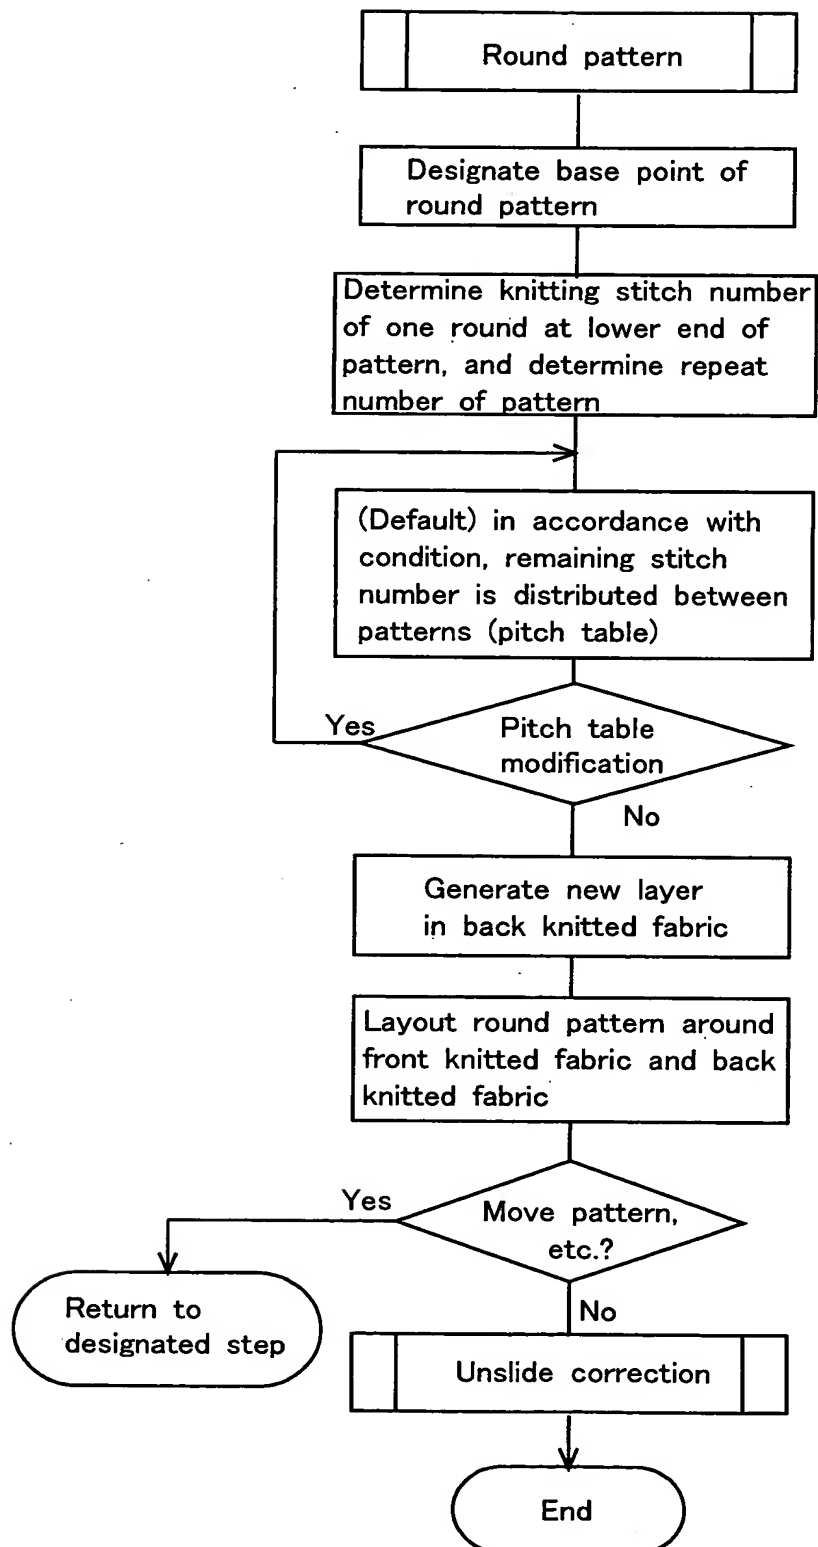 Round pattern
Designate base point of
round pattern
Determine knitting stitch number
of one round at lower end of
pattern, and determine repeat
number of pattern
(Default) in accordance with
condition, remaining stitch
number is distributed between
patterns (pitch table)
Yes
Pitch table
modification
No
Generate new layer
in back knitted fabric
Layout round pattern around
front knitted fabric and back
knitted fabric
Yes
Move pattern,
etc.?
Return to
designated step
No
Unslide correction
End